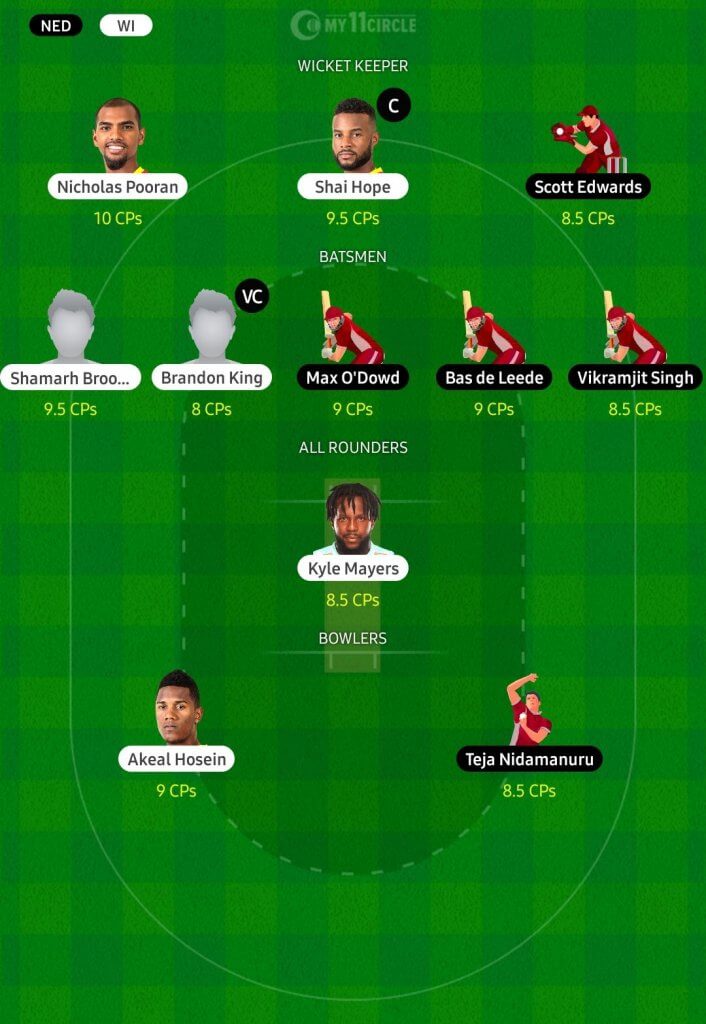 NED WI
MY11CIRCLE
WICKET KEEPER
C
Nicholas Pooran Shai Hope Scott Edwards
10 CPs 9.5 CPs 8.5 CPs
BATSMEN
VC
Shamarh Broo... Brandon King Max O'Dowd Bas de Leede Vikramjit Singh
9.5 CPs 8 CPs 9 CPs 9 CPs 8.5 CPs
ALL ROUNDERS
Kyle Mayers
8.5 CPs
BOWLERS
Akeal Hosein Teja Nidamanuru
9 CPs 8.5 CPs